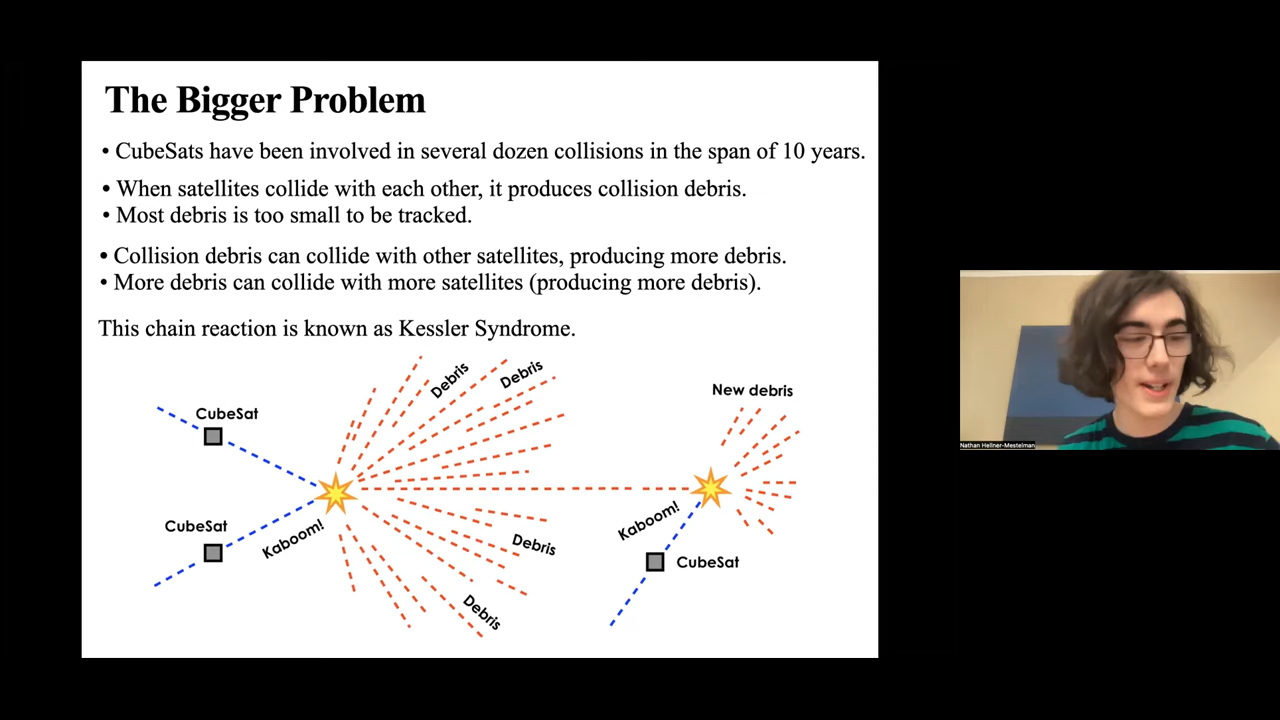 The Bigger Problem
• CubeSats have been involved in several dozen collisions in the span of 10 years.
• When satellites collide with each other, it produces collision debris.
• Most debris is too small to be tracked.
• Collision debris can collide with other satellites, producing more debris.
• More debris can collide with more satellites (producing more debris).
This chain reaction is known as Kessler Syndrome.
Debris
Debris
New debris
CubeSat
CubeSat
Kaboom!
Debris
Debris
Kaboom!
CubeSat
Nathan Hellner-Mestelman